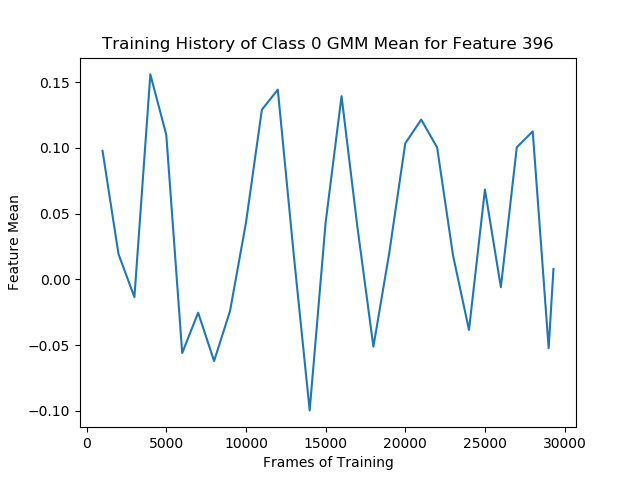 Training History of Class 0 GMM Mean for Feature 396
Feature Mean
0.15
0.10
0.05
0.00
−0.05
−0.10
0 5000 10000 15000 20000 25000 30000
Frames of Training